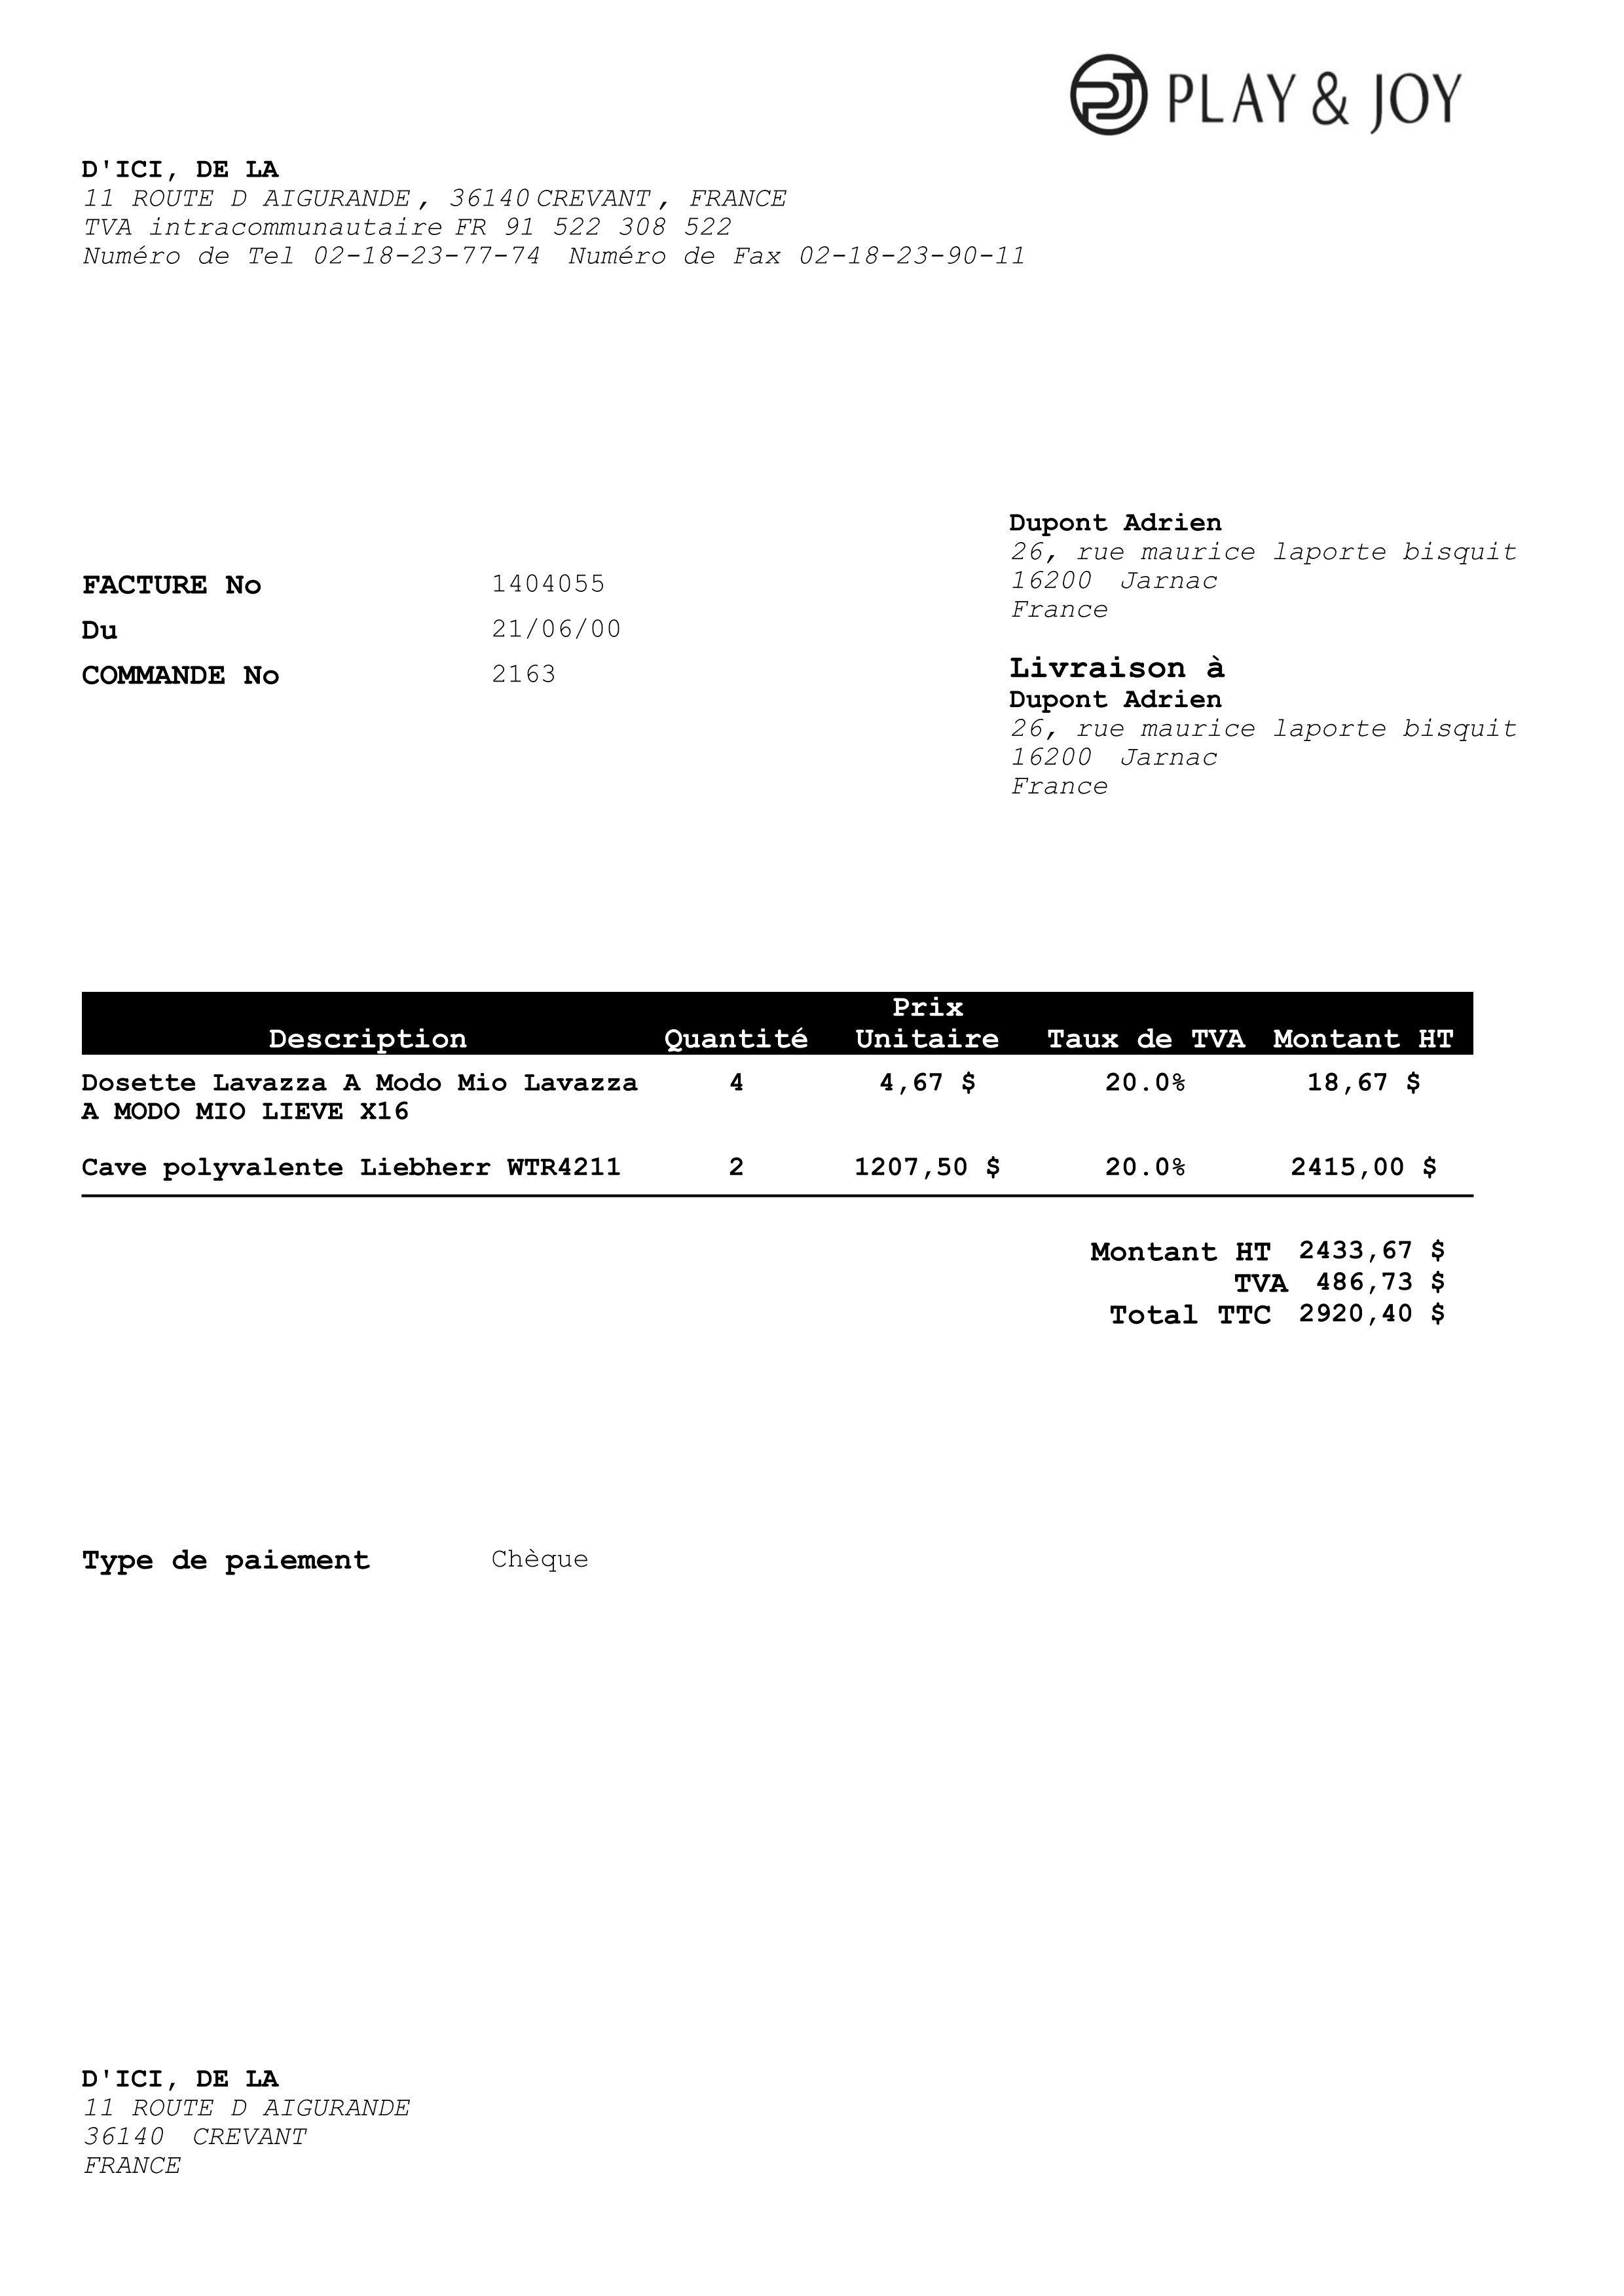 PLAY & JOY
D'ICI, DE LA
11 ROUTE D AIGURANDE, 36140 CREVANT, FRANCE
TVA intracommunautaire FR 91 522 308 522
Numéro de Tel 02-18-23-77-74 Numéro de Fax 02-18-23-90-11
Dupont Adrien
26, rue maurice laporte bisquit
16200 Jarnac
France
FACTURE No 1404055
Du 21/06/00
COMMANDE No 2163
Livraison à
Dupont Adrien
26, rue maurice laporte bisquit
16200 Jarnac
France
Prix
Description Quantité Unitaire Taux de TVA Montant HT
Dosette Lavazza A Modo Mio Lavazza 4 4,67 $ 20.0% 18,67 $
A MODO MIO LIEVE X16
Cave polyvalente Liebherr WTR4211 2 1207,50 $ 20.0% 2415,00 $
Montant HT 2433,67 $
TVA 486,73 $
Total TTC 2920,40 $
Type de paiement Chèque
D'ICI, DE LA
11 ROUTE D AIGURANDE
36140 CREVANT
FRANCE